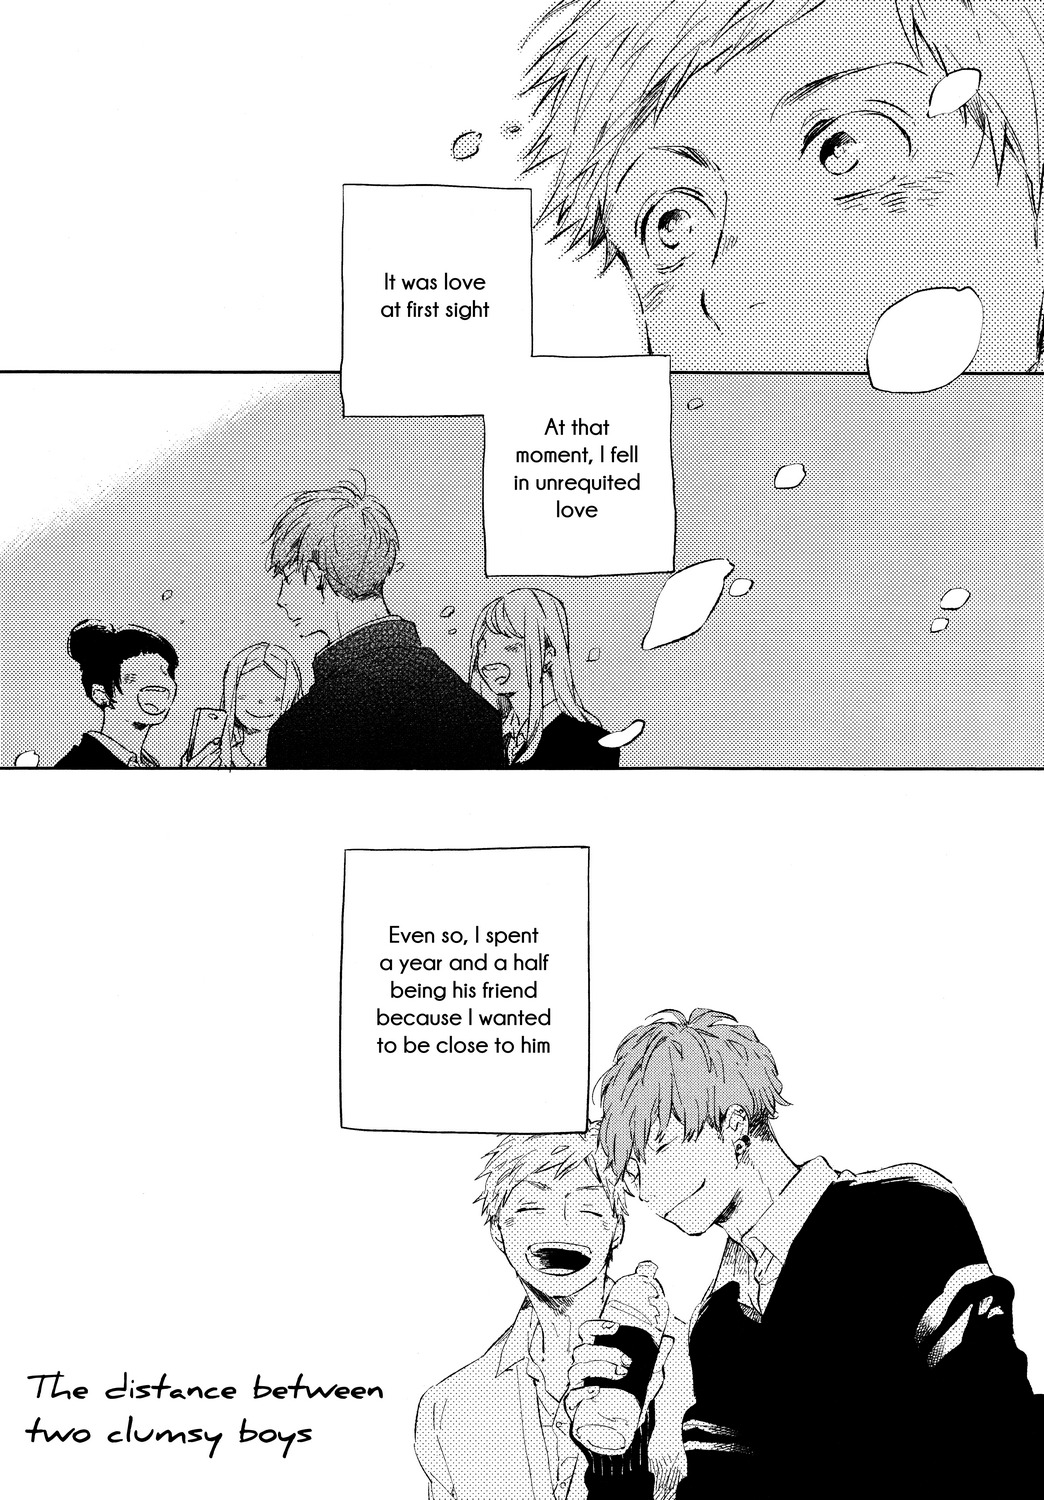 It was love
at first sight
At that
moment, I fell
in unrequited
love
Even so, I spent
a year and a half
being his friend
because I wanted
to be close to him
The distance between
two clumsy boys